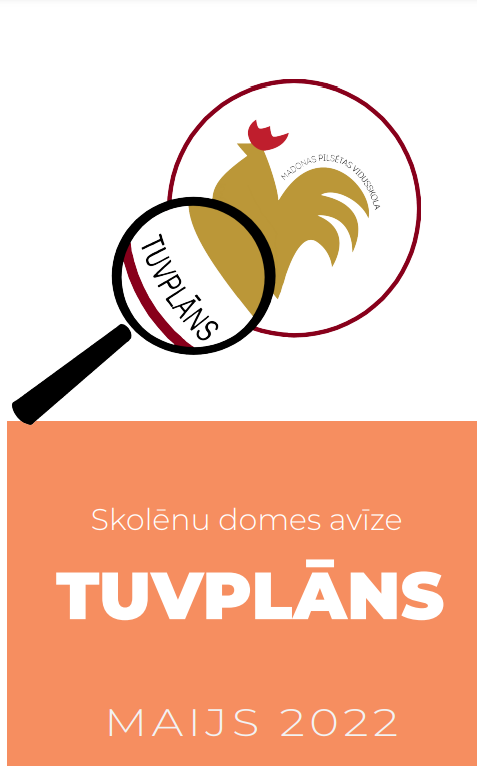 MADONAS PILSĒTAS VIDUSSKOLA
TUVPLĀNS
Skolēnu domes avīze
TUVPLĀNS
MAIJS 2022